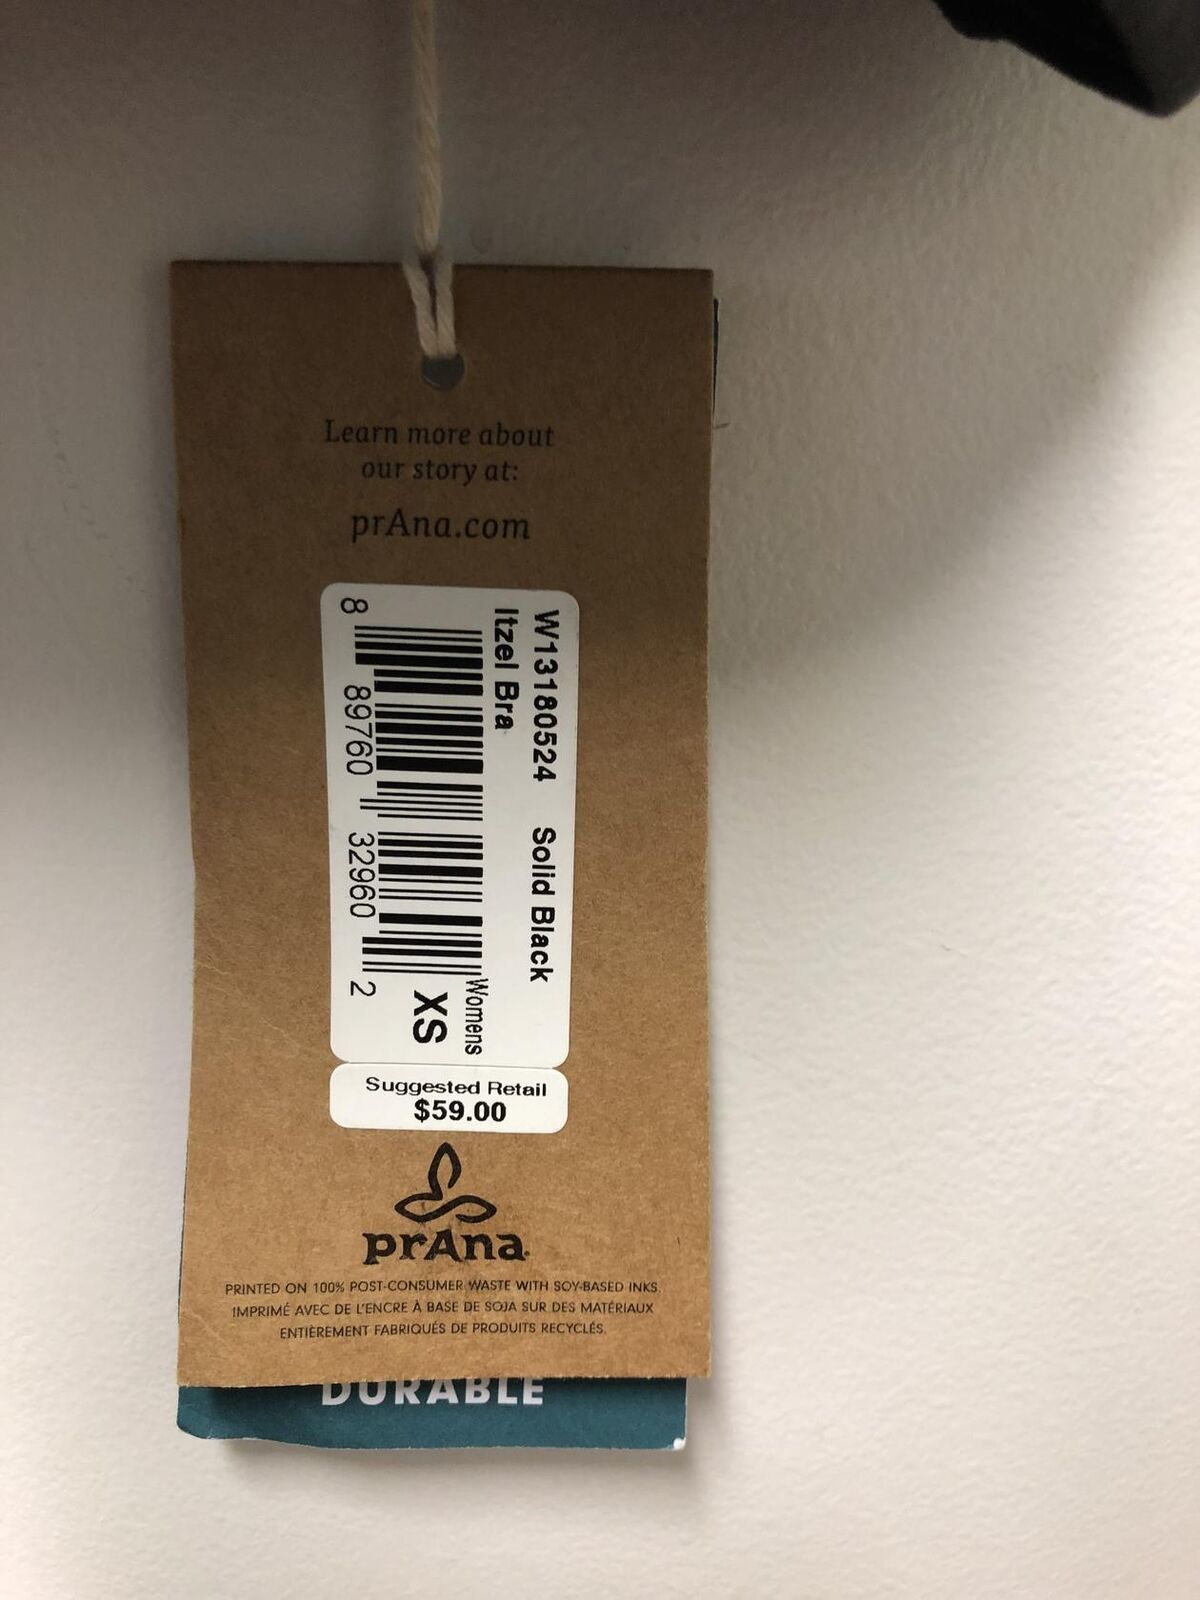 Learn more about
our story at:
prAna.com
W13180524 Solid Black
Itzel Bra
Womens
XS
8 89760 32960 2
Suggested Retail
$59.00
prAna
PRINTED ON 100% POST-CONSUMER WASTE WITH SOY-BASED INKS.
IMPRIMÉ AVEC DE L'ENCRE À BASE DE SOJA SUR DES MATÉRIAUX
ENTIÈREMENT FABRIQUÉS DE PRODUITS RECYCLÉS.
DURABLE